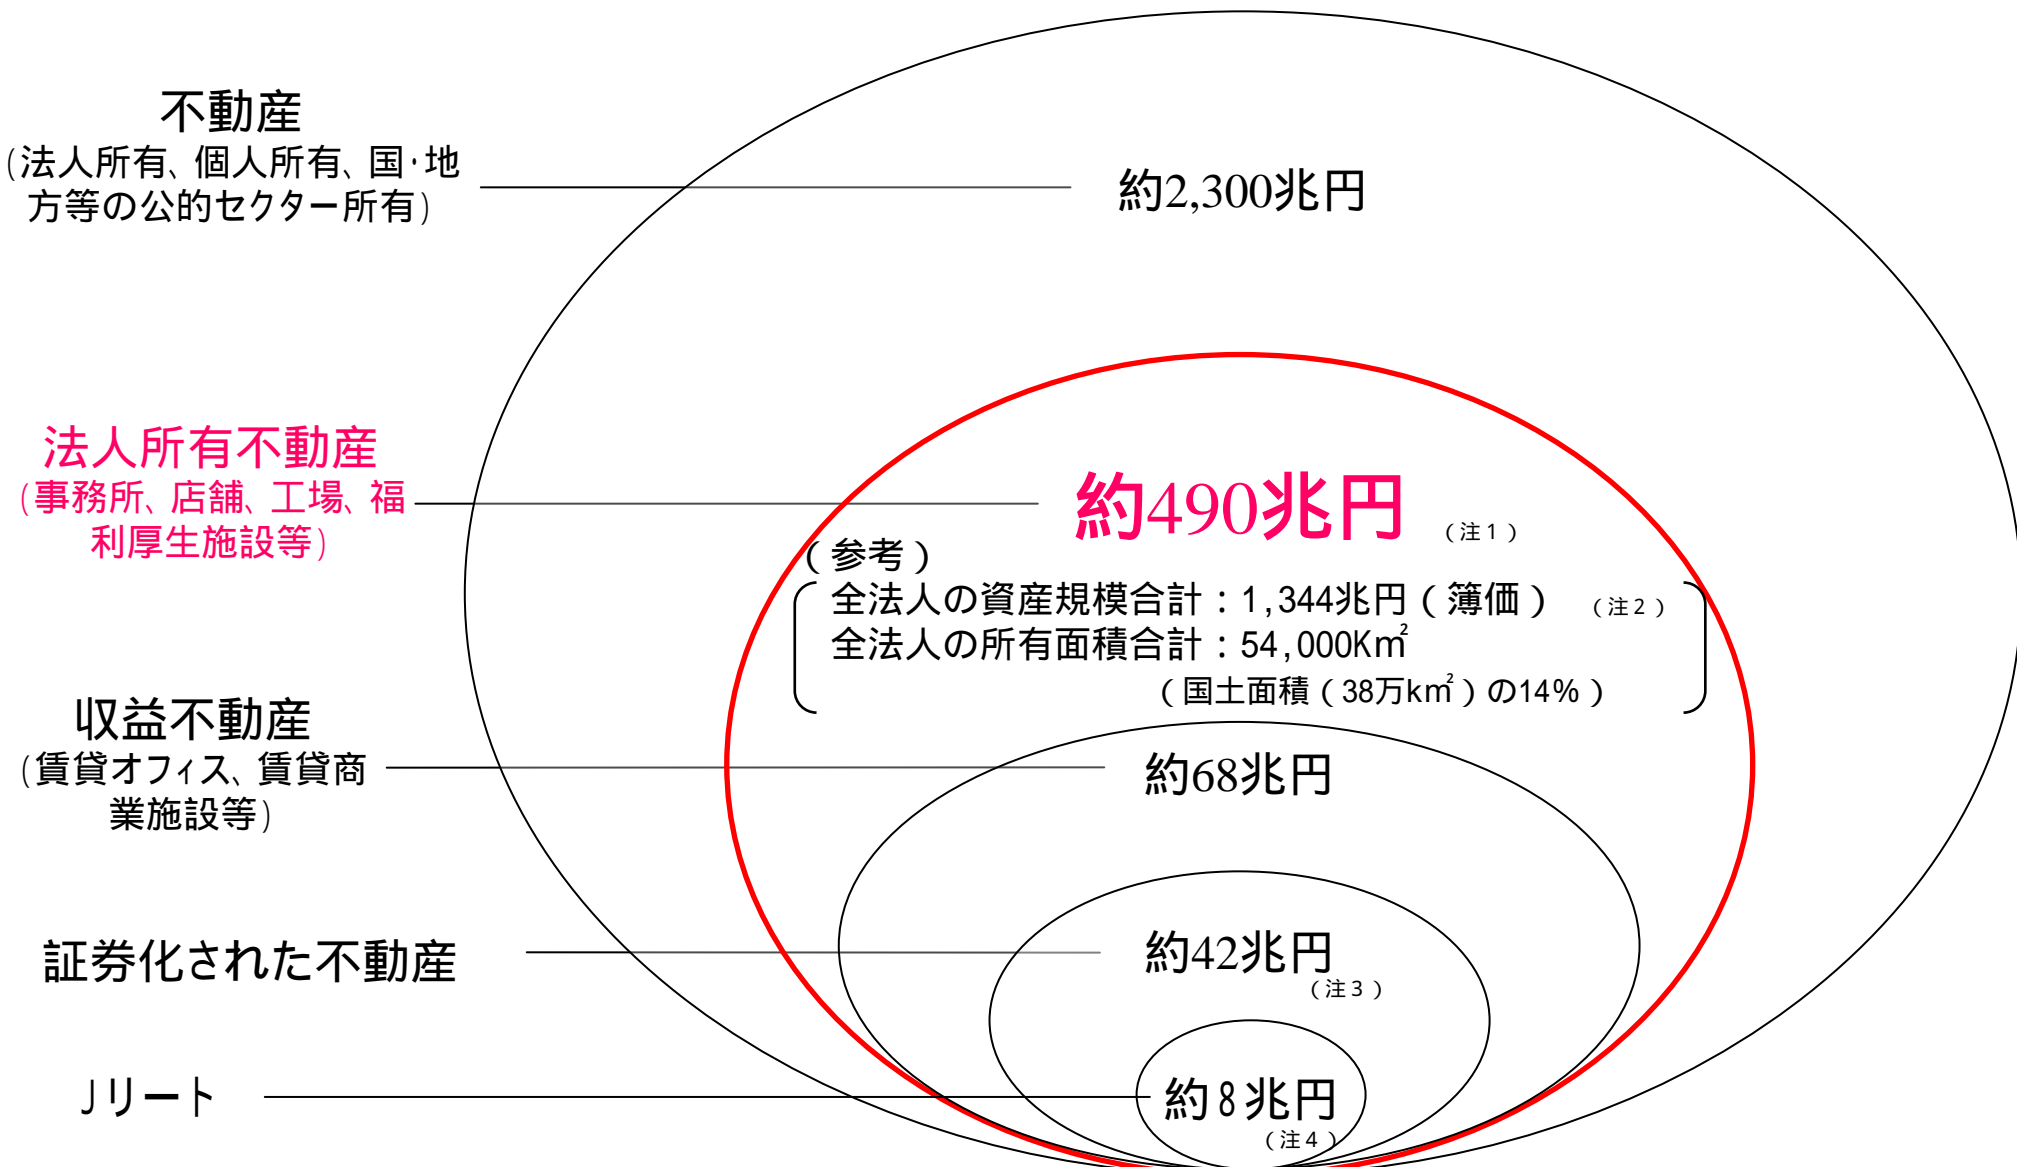 不動産
(法人所有、個人所有、国・地
方等の公的セクター所有)
約2,300兆円
法人所有不動産
(事務所、店舗、工場、福
利厚生施設等)
約490兆円 (注1)
(参考)
全法人の資産規模合計:1,344兆円(簿価) (注2)
全法人の所有面積合計:54,000K㎡
(国土面積(38万k㎡)の14%)
収益不動産
(賃貸オフィス、賃貸商
業施設等)
約68兆円
証券化された不動産
約42兆円
(注3)
Jリート
約8兆円
(注4)